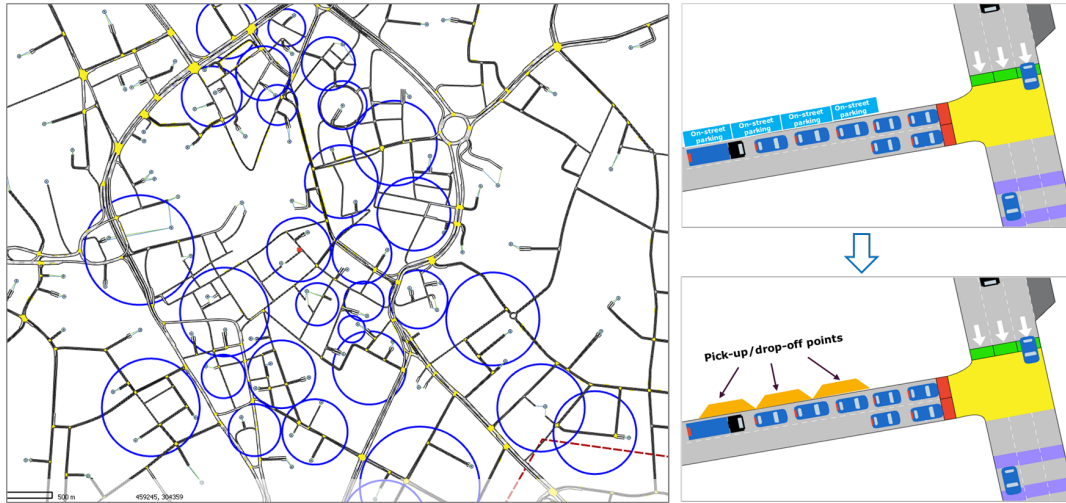 500 m
459245, 304359
On-street
parking
On-street
parking
On-street
parking
On-street
parking
Pick-up/drop-off points